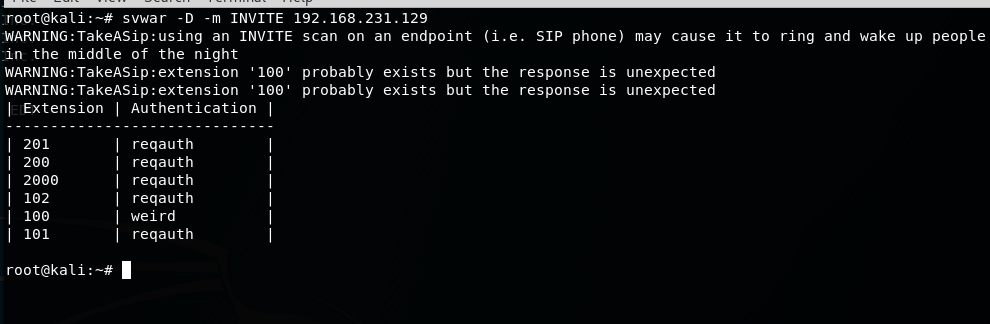 File Edit View Search Terminal Help
root@kali:~# svwar -D -m INVITE 192.168.231.129
WARNING:TakeASip:using an INVITE scan on an endpoint (i.e. SIP phone) may cause it to ring and wake up people
in the middle of the night
WARNING:TakeASip:extension '100' probably exists but the response is unexpected
WARNING:TakeASip:extension '100' probably exists but the response is unexpected
| Extension | Authentication |
------------------------------
| 201 | reqauth |
| 200 | reqauth |
| 2000 | reqauth |
| 102 | reqauth |
| 100 | weird |
| 101 | reqauth |
root@kali:~#